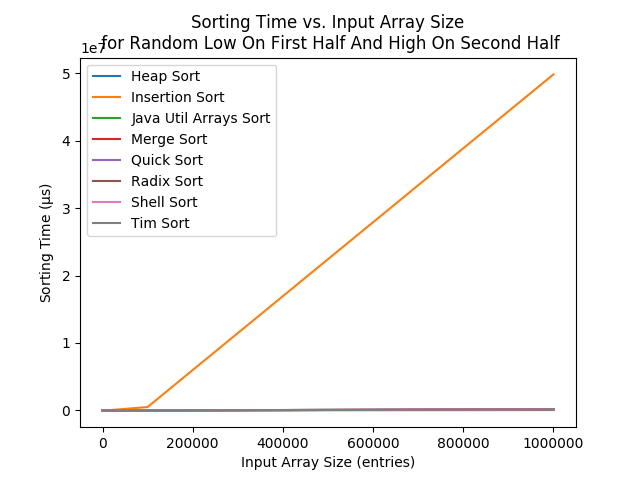 Sorting Time vs. Input Array Size
for Random Low On First Half And High On Second Half
1e7
Heap Sort
Insertion Sort
Java Util Arrays Sort
Merge Sort
Quick Sort
Radix Sort
Shell Sort
Tim Sort
5
4
3
2
1
0
Sorting Time (µs)
0 200000 400000 600000 800000 1000000
Input Array Size (entries)